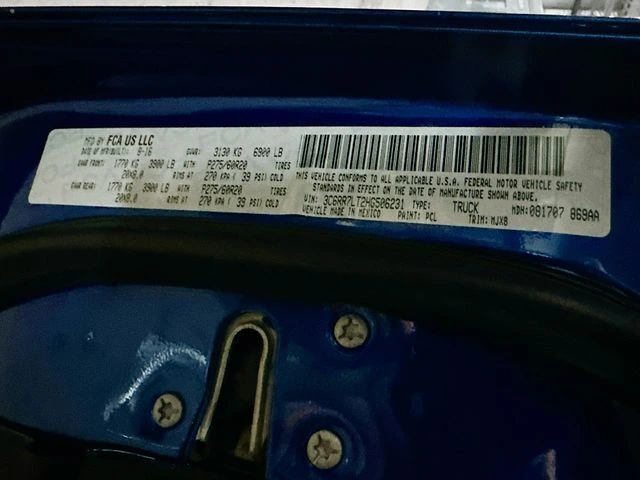 MFD BY FCA US LLC
DATE OF MFR/BUILT: 8-16 GVWR: 3130 KG 6900 LB
GAWR FRONT: 1770 KG 3900 LB WITH P275/60R20 TIRES
20X8.0 RIMS AT 270 KPA ( 39 PSI) COLD
GAWR REAR: 1770 KG 3900 LB WITH P275/60R20 TIRES
20X8.0 RIMS AT 270 KPA ( 39 PSI) COLD
THIS VEHICLE CONFORMS TO ALL APPLICABLE U.S.A. FEDERAL MOTOR VEHICLE SAFETY
STANDARDS IN EFFECT ON THE DATE OF MANUFACTURE SHOWN ABOVE.
VIN: 3C6RR7LT2HG506231 TYPE: TRUCK MDH: 081707 869AA
VEHICLE MADE IN MEXICO PAINT: PCL TRIM: MJX8